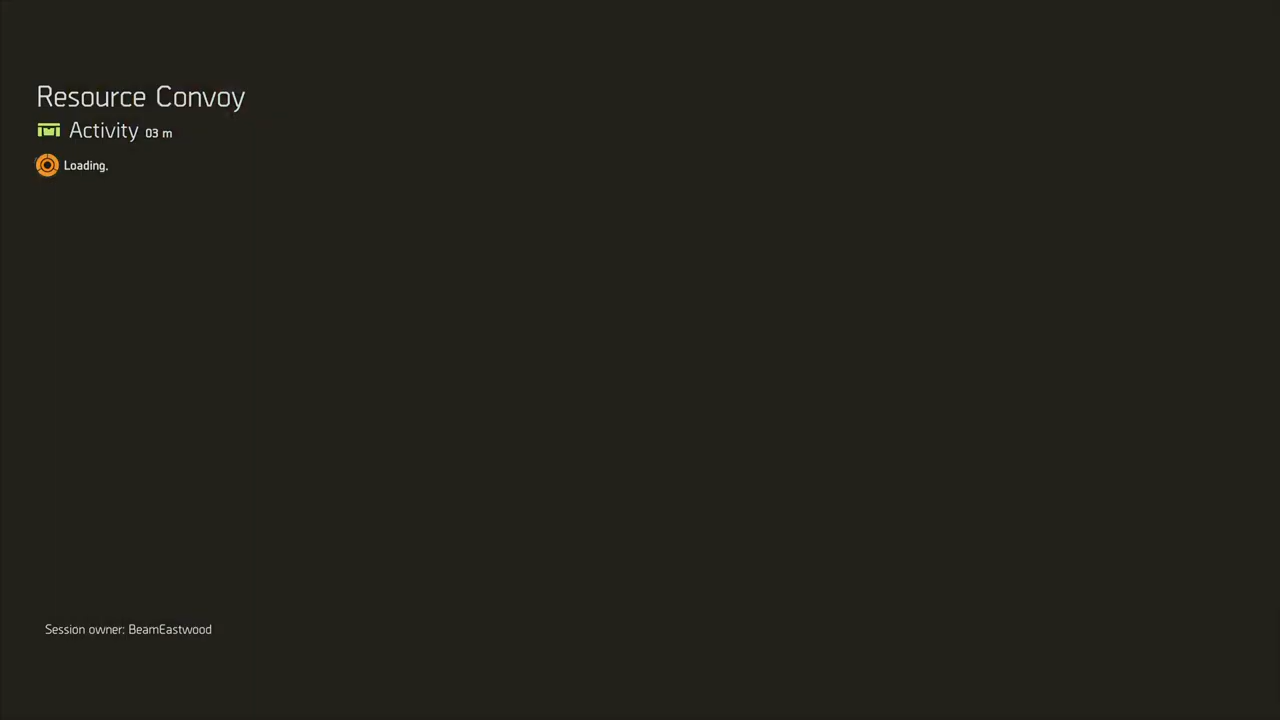 Resource Convoy
Activity 03 m
Loading.
Session owner: BeamEastwood